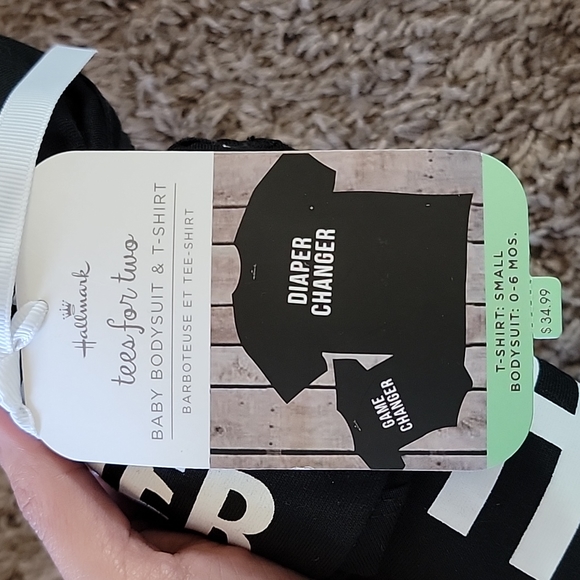 Hallmark
tees for two
BABY BODYSUIT & T-SHIRT
BARBOTEUSE ET TEE-SHIRT
DIAPER
CHANGER
GAME
CHANGER
T-SHIRT: SMALL
BODYSUIT: 0-6 MOS.
$34.99
ER